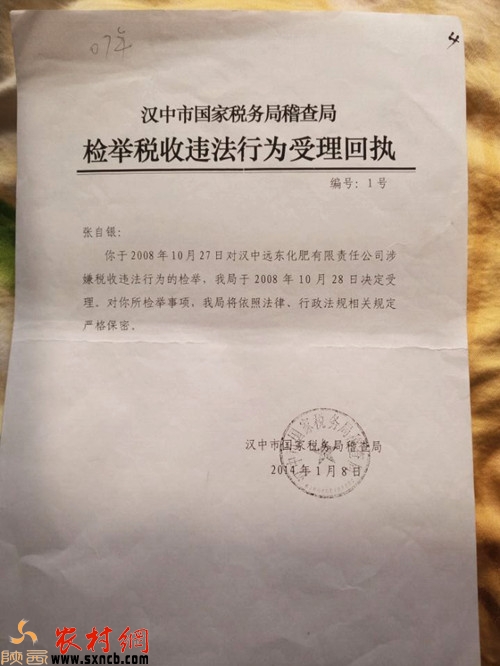 07年
4
汉中市国家税务局稽查局
检举税收违法行为受理回执
编号：1号
张自银：
你于2008年10月27日对汉中远东化肥有限责任公司涉
嫌税收违法行为的检举，我局于2008年10月28日决定受
理。对你所检举事项，我局将依照法律、行政法规相关规定
严格保密。
汉中市国家税务局稽查局
2014年1月8日
陕西
农村網
www.sxncb.com